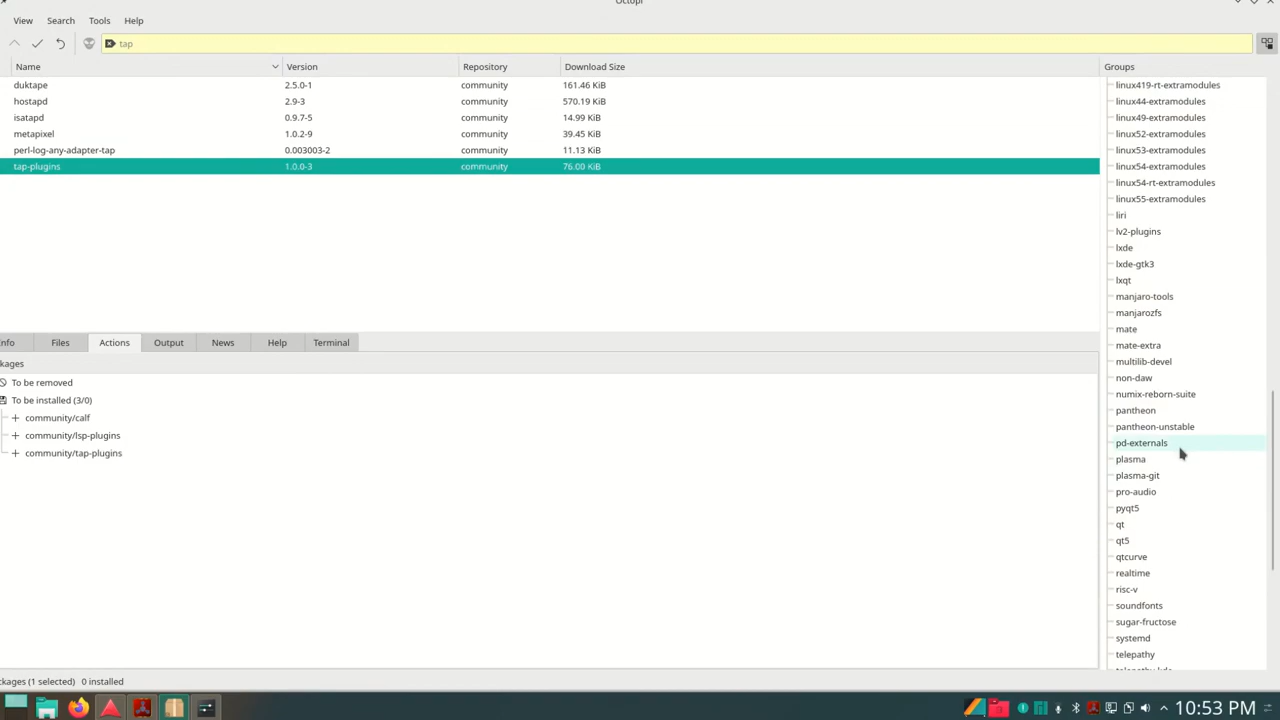 Octopi
View Search Tools Help
tap
Name Version Repository Download Size
duktape 2.5.0-1 community 161.46 KiB
hostapd 2.9-3 community 570.19 KiB
isatapd 0.9.7-5 community 14.99 KiB
metapixel 1.0.2-9 community 39.45 KiB
perl-log-any-adapter-tap 0.003003-2 community 11.13 KiB
tap-plugins 1.0.0-3 community 76.00 KiB
nfo Files Actions Output News Help Terminal
kages
To be removed
To be installed (3/0)
community/calf
community/lsp-plugins
community/tap-plugins
Groups
linux419-rt-extramodules
linux44-extramodules
linux49-extramodules
linux52-extramodules
linux53-extramodules
linux54-extramodules
linux54-rt-extramodules
linux55-extramodules
liri
lv2-plugins
lxde
lxde-gtk3
lxqt
manjaro-tools
manjarozfs
mate
mate-extra
multilib-devel
non-daw
numix-reborn-suite
pantheon
pantheon-unstable
pd-externals
plasma
plasma-git
pro-audio
pyqt5
qt
qt5
qtcurve
realtime
risc-v
soundfonts
sugar-fructose
systemd
telepathy
telepathy-kde
kages (1 selected) 0 installed
10:53 PM